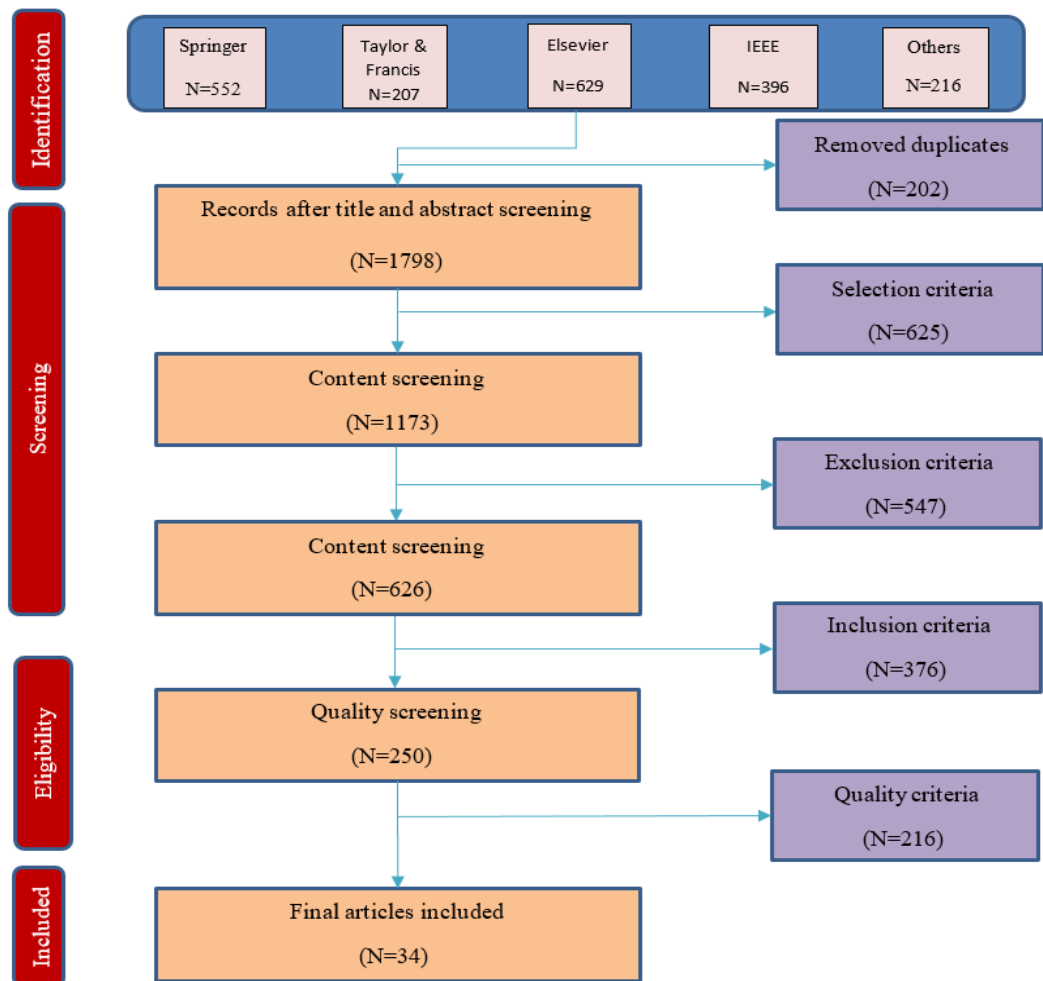 Identification
Springer
N=552
Taylor &
Francis
N=207
Elsevier
N=629
IEEE
N=396
Others
N=216
Removed duplicates
(N=202)
Records after title and abstract screening
(N=1798)
Screening
Selection criteria
(N=625)
Content screening
(N=1173)
Exclusion criteria
(N=547)
Content screening
(N=626)
Inclusion criteria
(N=376)
Eligibility
Quality screening
(N=250)
Quality criteria
(N=216)
Included
Final articles included
(N=34)